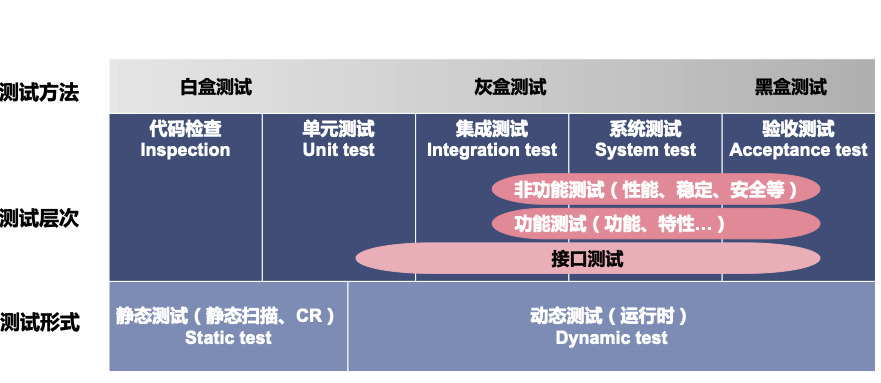 测试方法
白盒测试
灰盒测试
黑盒测试
测试层次
代码检查
Inspection
单元测试
Unit test
集成测试
Integration test
系统测试
System test
验收测试
Acceptance test
非功能测试（性能、稳定、安全等）
功能测试（功能、特性...）
接口测试
测试形式
静态测试（静态扫描、CR）
Static test
动态测试（运行时）
Dynamic test